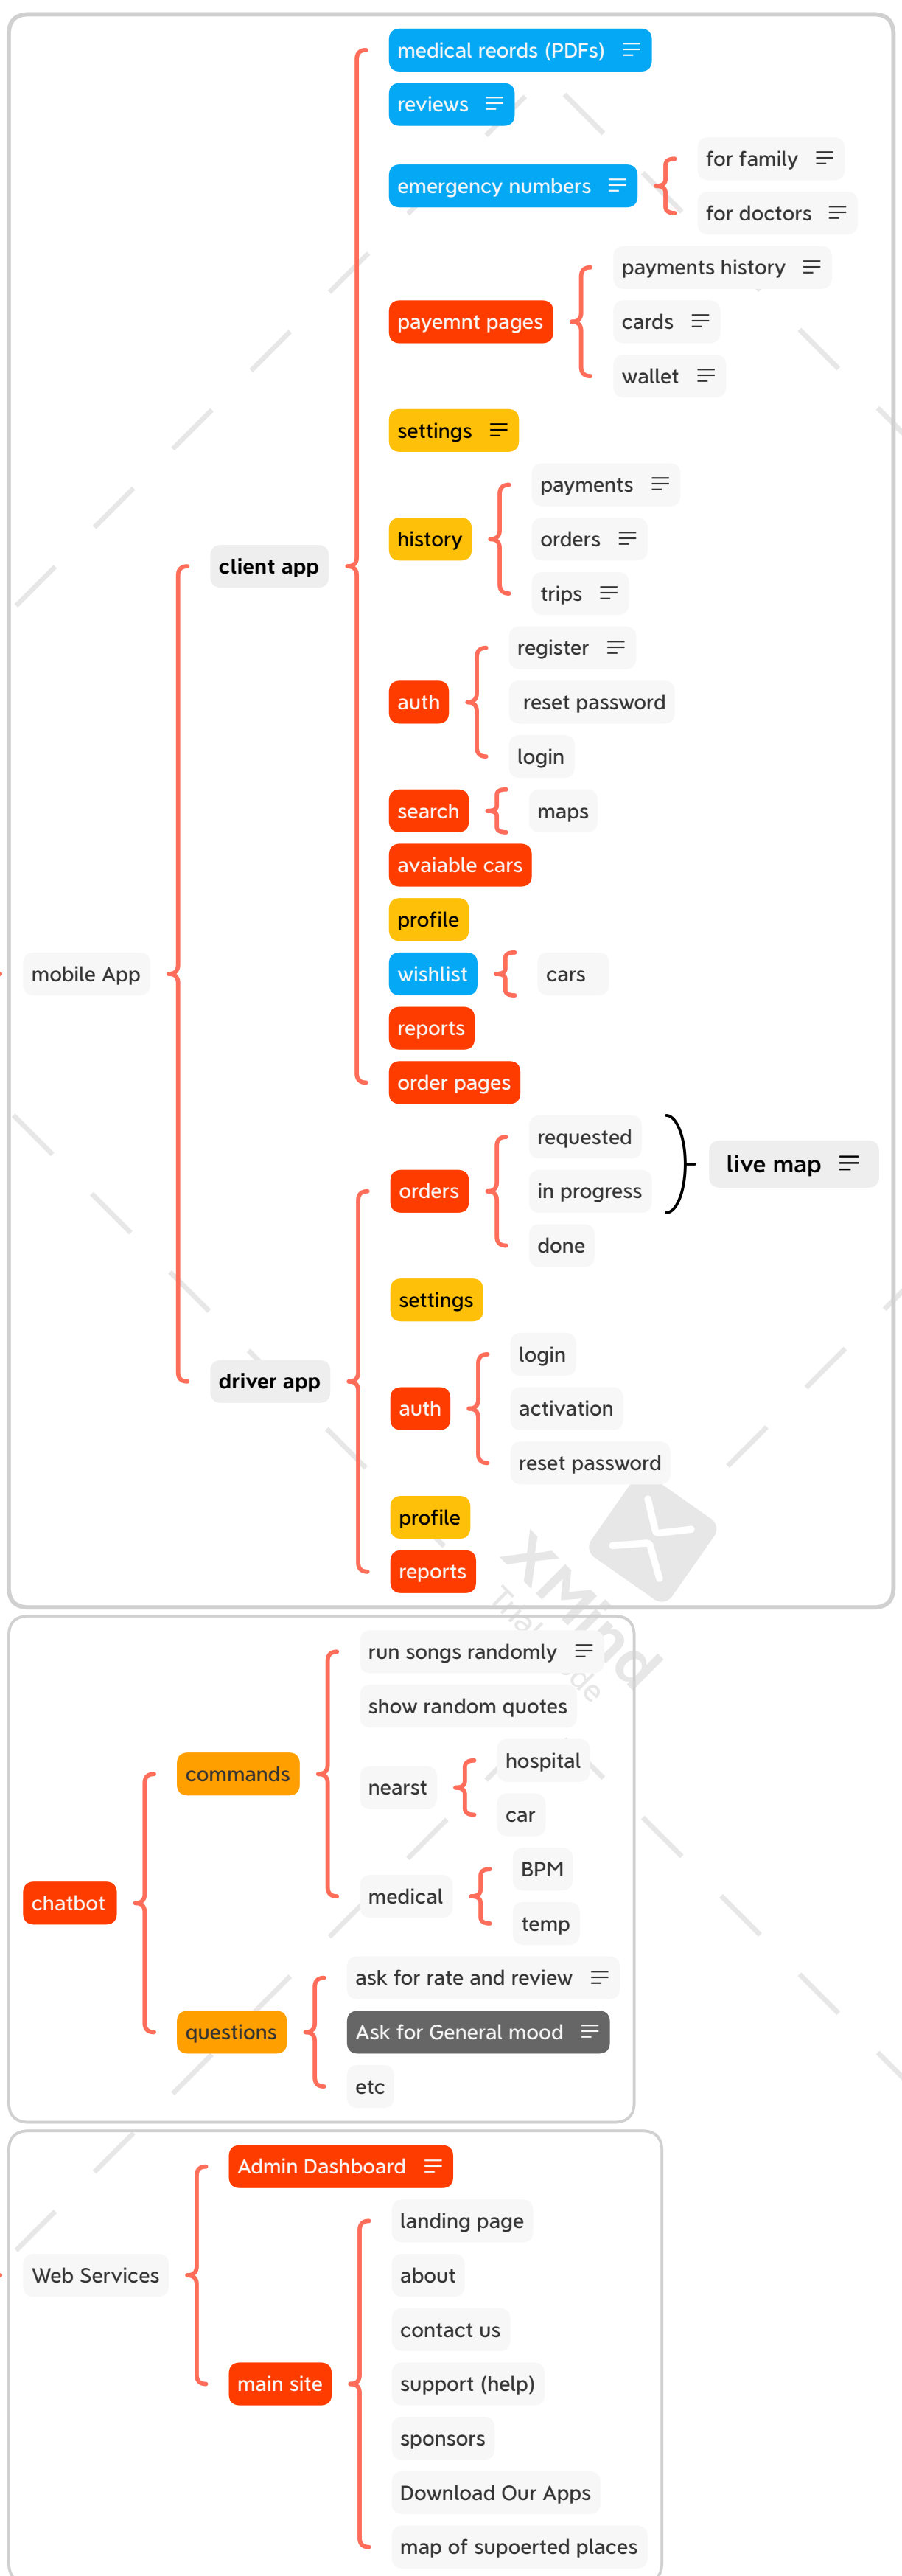 medical reords (PDFs)
reviews
emergency numbers
for family
for doctors
payemnt pages
payments history
cards
wallet
settings
history
payments
orders
trips
client app
auth
register
reset password
login
search
maps
avaiable cars
profile
mobile App
wishlist
cars
reports
order pages
orders
requested
in progress
done
live map
settings
driver app
auth
login
activation
reset password
profile
reports
XMind
chatbot
commands
run songs randomly
show random quotes
nearst
hospital
car
medical
BPM
temp
questions
ask for rate and review
Ask for General mood
etc
Web Services
Admin Dashboard
main site
landing page
about
contact us
support (help)
sponsors
Download Our Apps
map of supoerted places